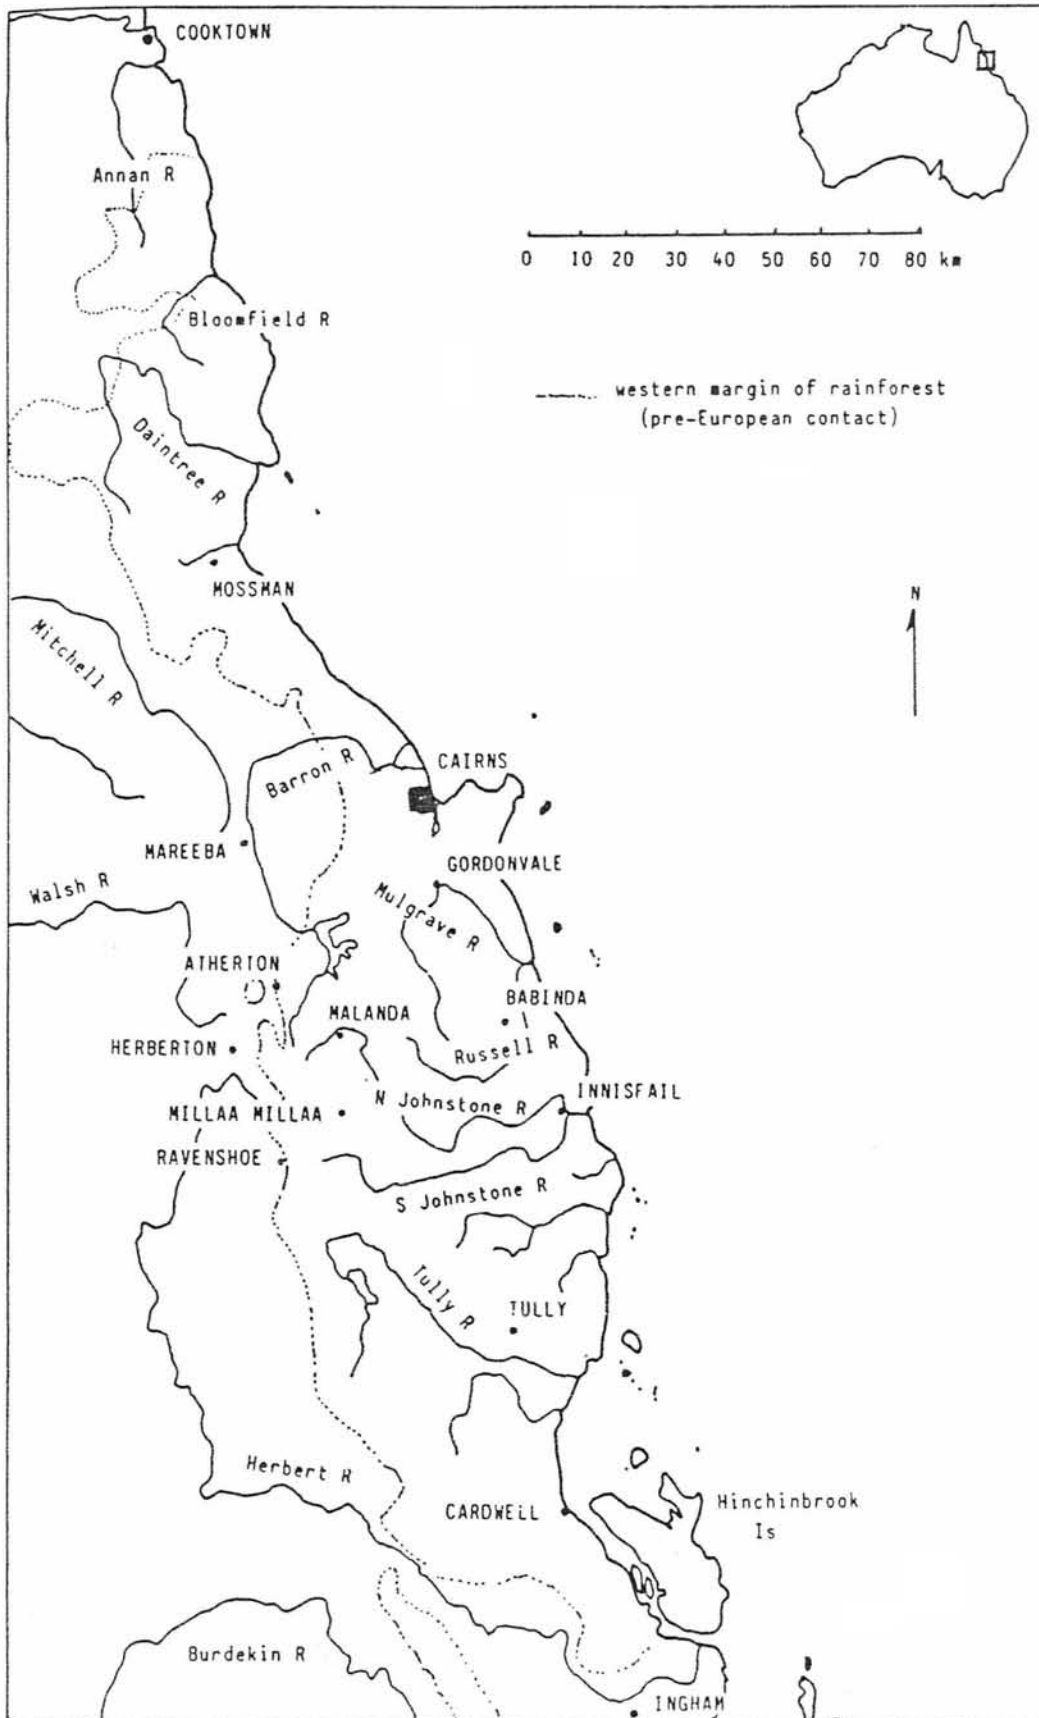 COOKTOWN
Annan R
0 10 20 30 40 50 60 70 80 km
Bloomfield R
western margin of rainforest
(pre-European contact)
Daintree R
MOSSMAN
N
Mitchell R
CAIRNS
Barron R
MAREEBA
GORDONVALE
Walsh R
Mulgrave R
ATHERTON
BABINDA
MALANDA
HERBERTON
Russell R
INNISFAIL
N Johnstone R
MILLAA MILLAA
RAVENSHOE
S Johnstone R
Tully R
TULLY
Herbert R
CARDWELL
Hinchinbrook
Is
Burdekin R
INGHAM